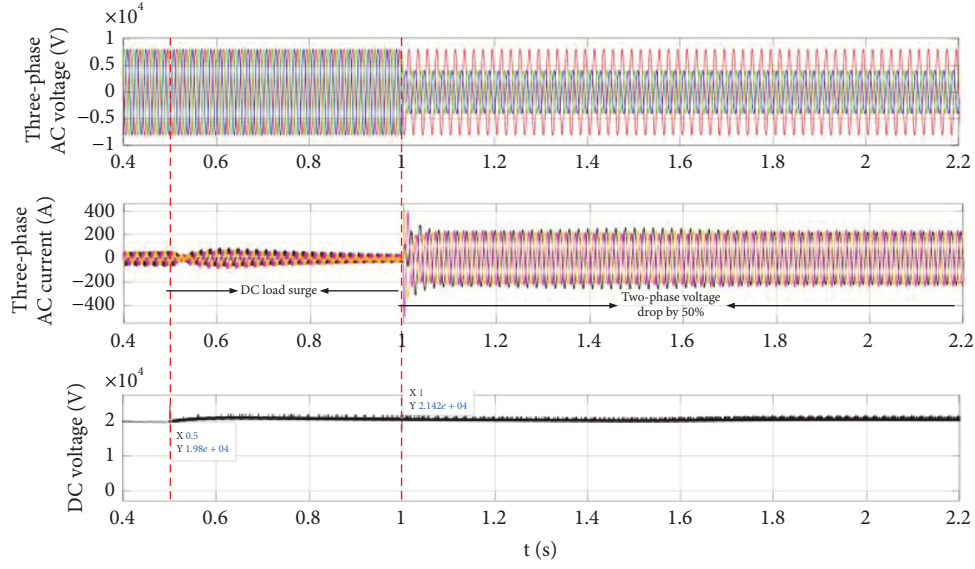 ×10⁴
Three-phase
AC voltage (V)
1
0.5
0
−0.5
−1
0.4 0.6 0.8 1 1.2 1.4 1.6 1.8 2 2.2
Three-phase
AC current (A)
400
200
0
−200
−400
DC load surge
Two-phase voltage
drop by 50%
0.4 0.6 0.8 1 1.2 1.4 1.6 1.8 2 2.2
×10⁴
DC voltage (V)
2
1
0
X 0.5
Y 1.98e + 04
X 1
Y 2.142e + 04
0.4 0.6 0.8 1 1.2 1.4 1.6 1.8 2 2.2
t (s)